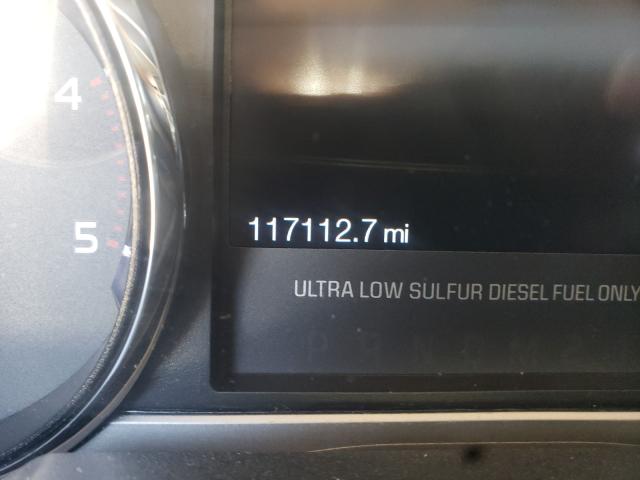 4
5
117112.7 mi
ULTRA LOW SULFUR DIESEL FUEL ONLY
P R N